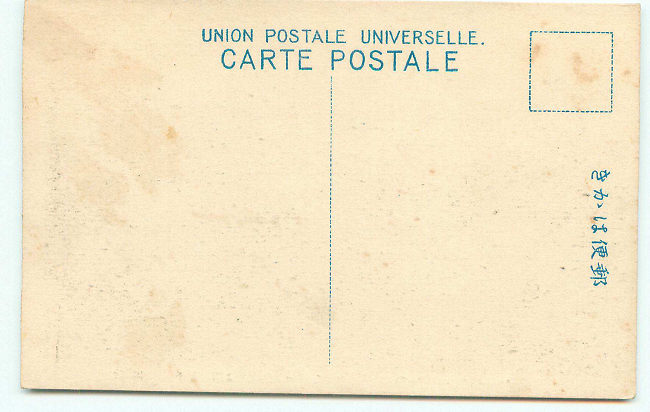 UNION POSTALE UNIVERSELLE.
CARTE POSTALE
郵便はかき